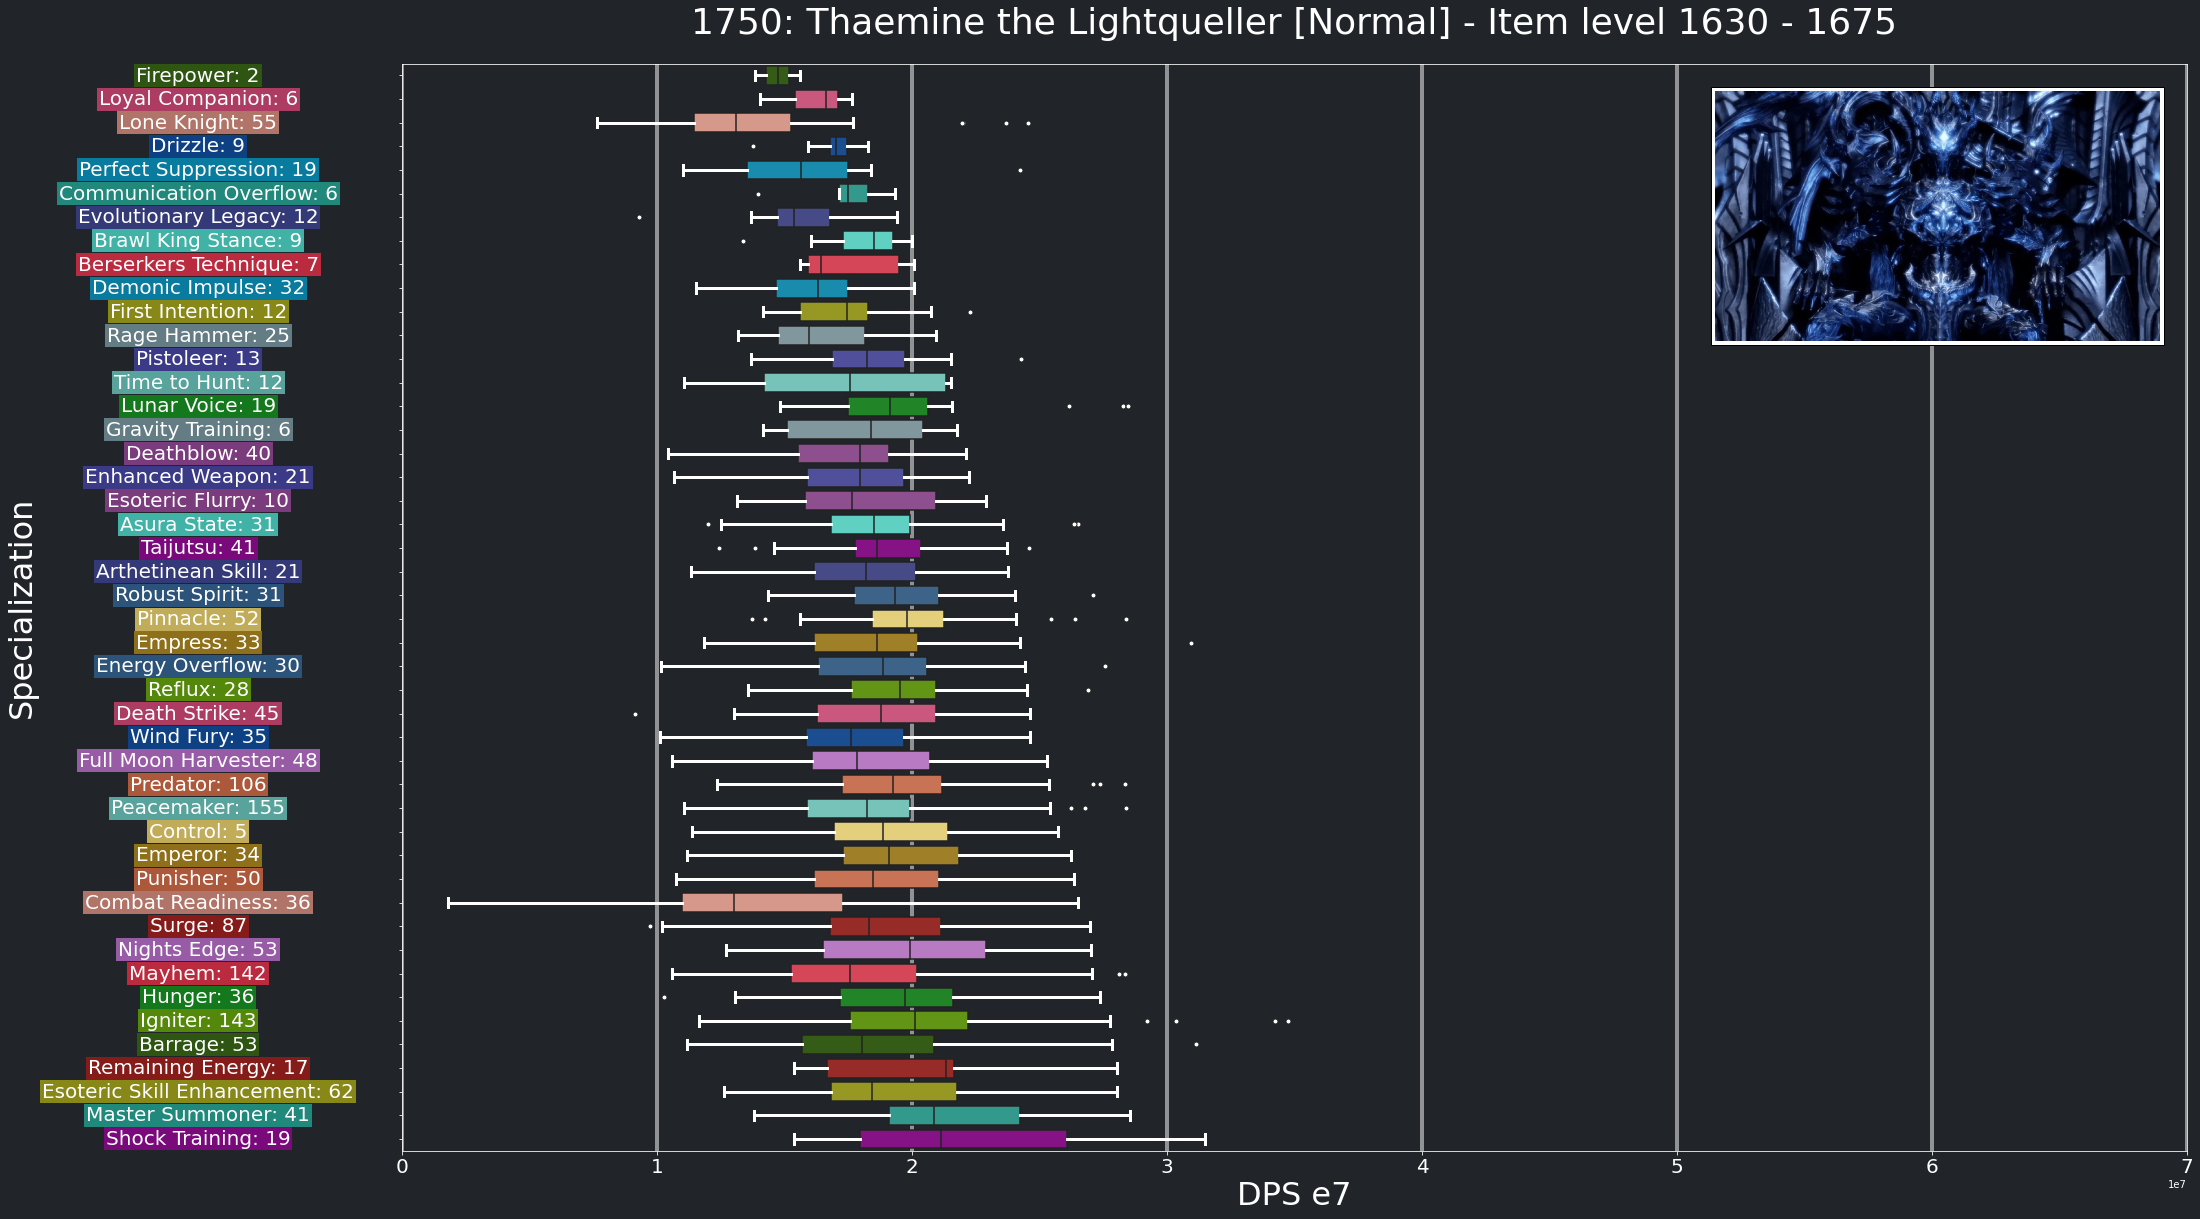 1750: Thaemine the Lightqueller [Normal] - Item level 1630 - 1675
Firepower: 2
Loyal Companion: 6
Lone Knight: 55
Drizzle: 9
Perfect Suppression: 19
Communication Overflow: 6
Evolutionary Legacy: 12
Brawl King Stance: 9
Berserkers Technique: 7
Demonic Impulse: 32
First Intention: 12
Rage Hammer: 25
Pistoleer: 13
Time to Hunt: 12
Lunar Voice: 19
Gravity Training: 6
Deathblow: 40
Enhanced Weapon: 21
Esoteric Flurry: 10
Asura State: 31
Taijutsu: 41
Arthetinean Skill: 21
Robust Spirit: 31
Pinnacle: 52
Empress: 33
Energy Overflow: 30
Reflux: 28
Death Strike: 45
Wind Fury: 35
Full Moon Harvester: 48
Predator: 106
Peacemaker: 155
Control: 5
Emperor: 34
Punisher: 50
Combat Readiness: 36
Surge: 87
Nights Edge: 53
Mayhem: 142
Hunger: 36
Igniter: 143
Barrage: 53
Remaining Energy: 17
Esoteric Skill Enhancement: 62
Master Summoner: 41
Shock Training: 19
Specialization
0 1 2 3 4 5 6 7
1e7
DPS e7